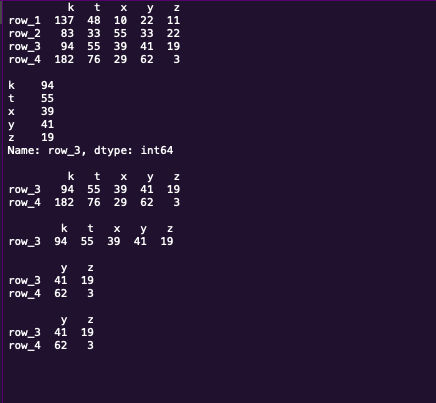 k   t   x   y   z
row_1  137  48  10  22  11
row_2   83  33  55  33  22
row_3   94  55  39  41  19
row_4  182  76  29  62   3

k    94
t    55
x    39
y    41
z    19
Name: row_3, dtype: int64

         k   t   x   y   z
row_3   94  55  39  41  19
row_4  182  76  29  62   3

        k   t   x   y   z
row_3  94  55  39  41  19

        y   z
row_3  41  19
row_4  62   3

        y   z
row_3  41  19
row_4  62   3